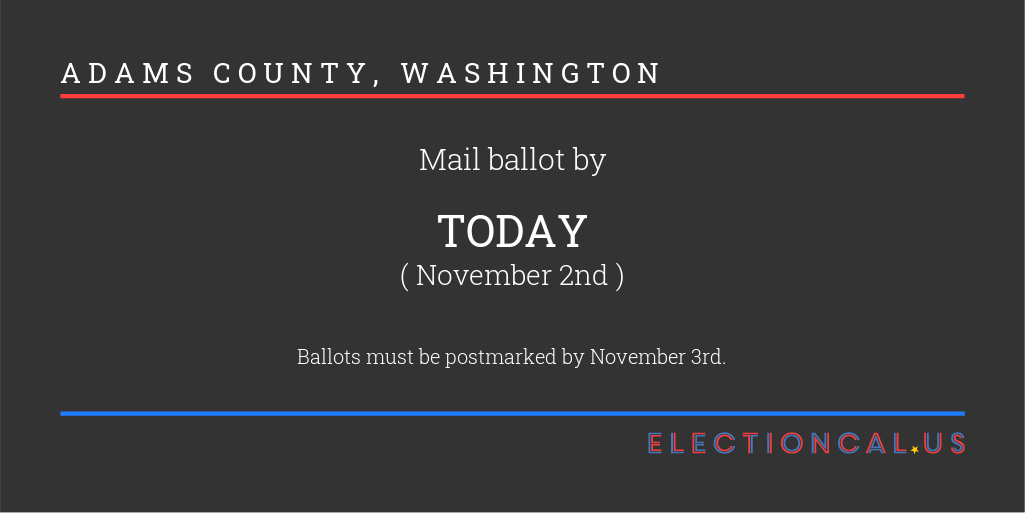 ADAMS COUNTY, WASHINGTON
Mail ballot by
TODAY
( November 2nd )
Ballots must be postmarked by November 3rd.
ELECTIONCAL.US